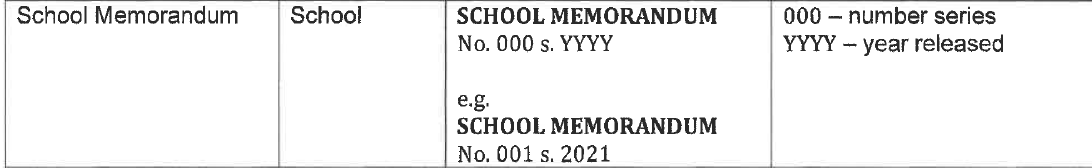 School Memorandum
School
SCHOOL MEMORANDUM
No. 000 s. YYYY
e.g.
SCHOOL MEMORANDUM
No. 001 s. 2021
000 – number series
YYYY – year released